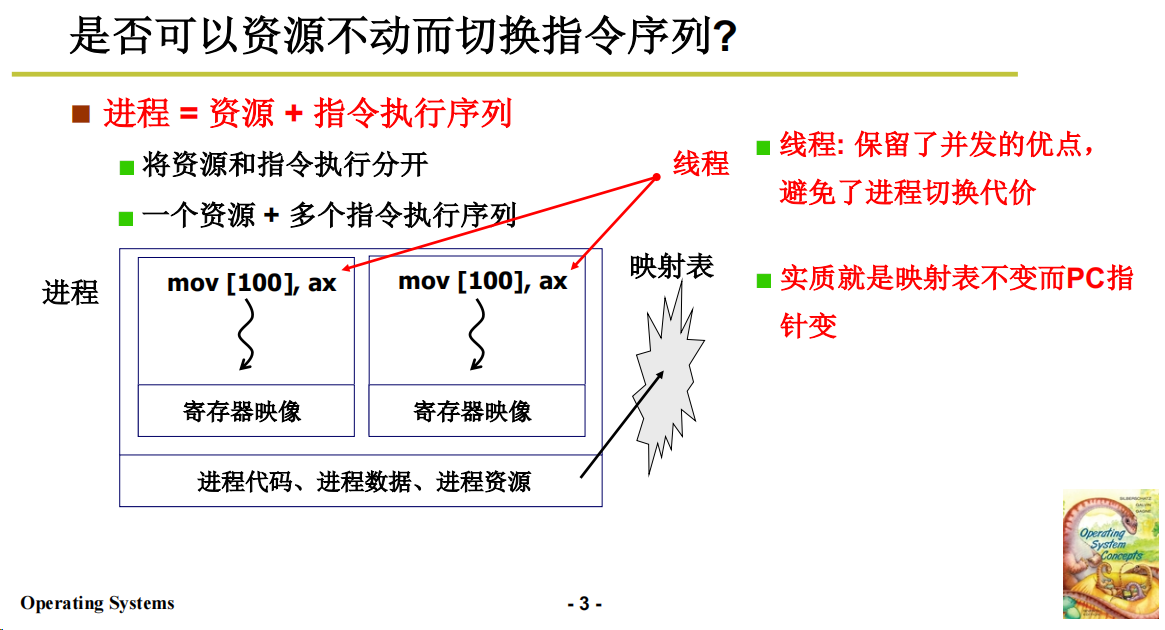 是否可以资源不动而切换指令序列?
进程 = 资源 + 指令执行序列
将资源和指令执行分开
一个资源 + 多个指令执行序列
线程
线程: 保留了并发的优点，
避免了进程切换代价
实质就是映射表不变而PC指
针变
进程
mov [100], ax
mov [100], ax
映射表
寄存器映像
寄存器映像
进程代码、进程数据、进程资源
Operating
System
Concepts
Operating Systems
- 3 -